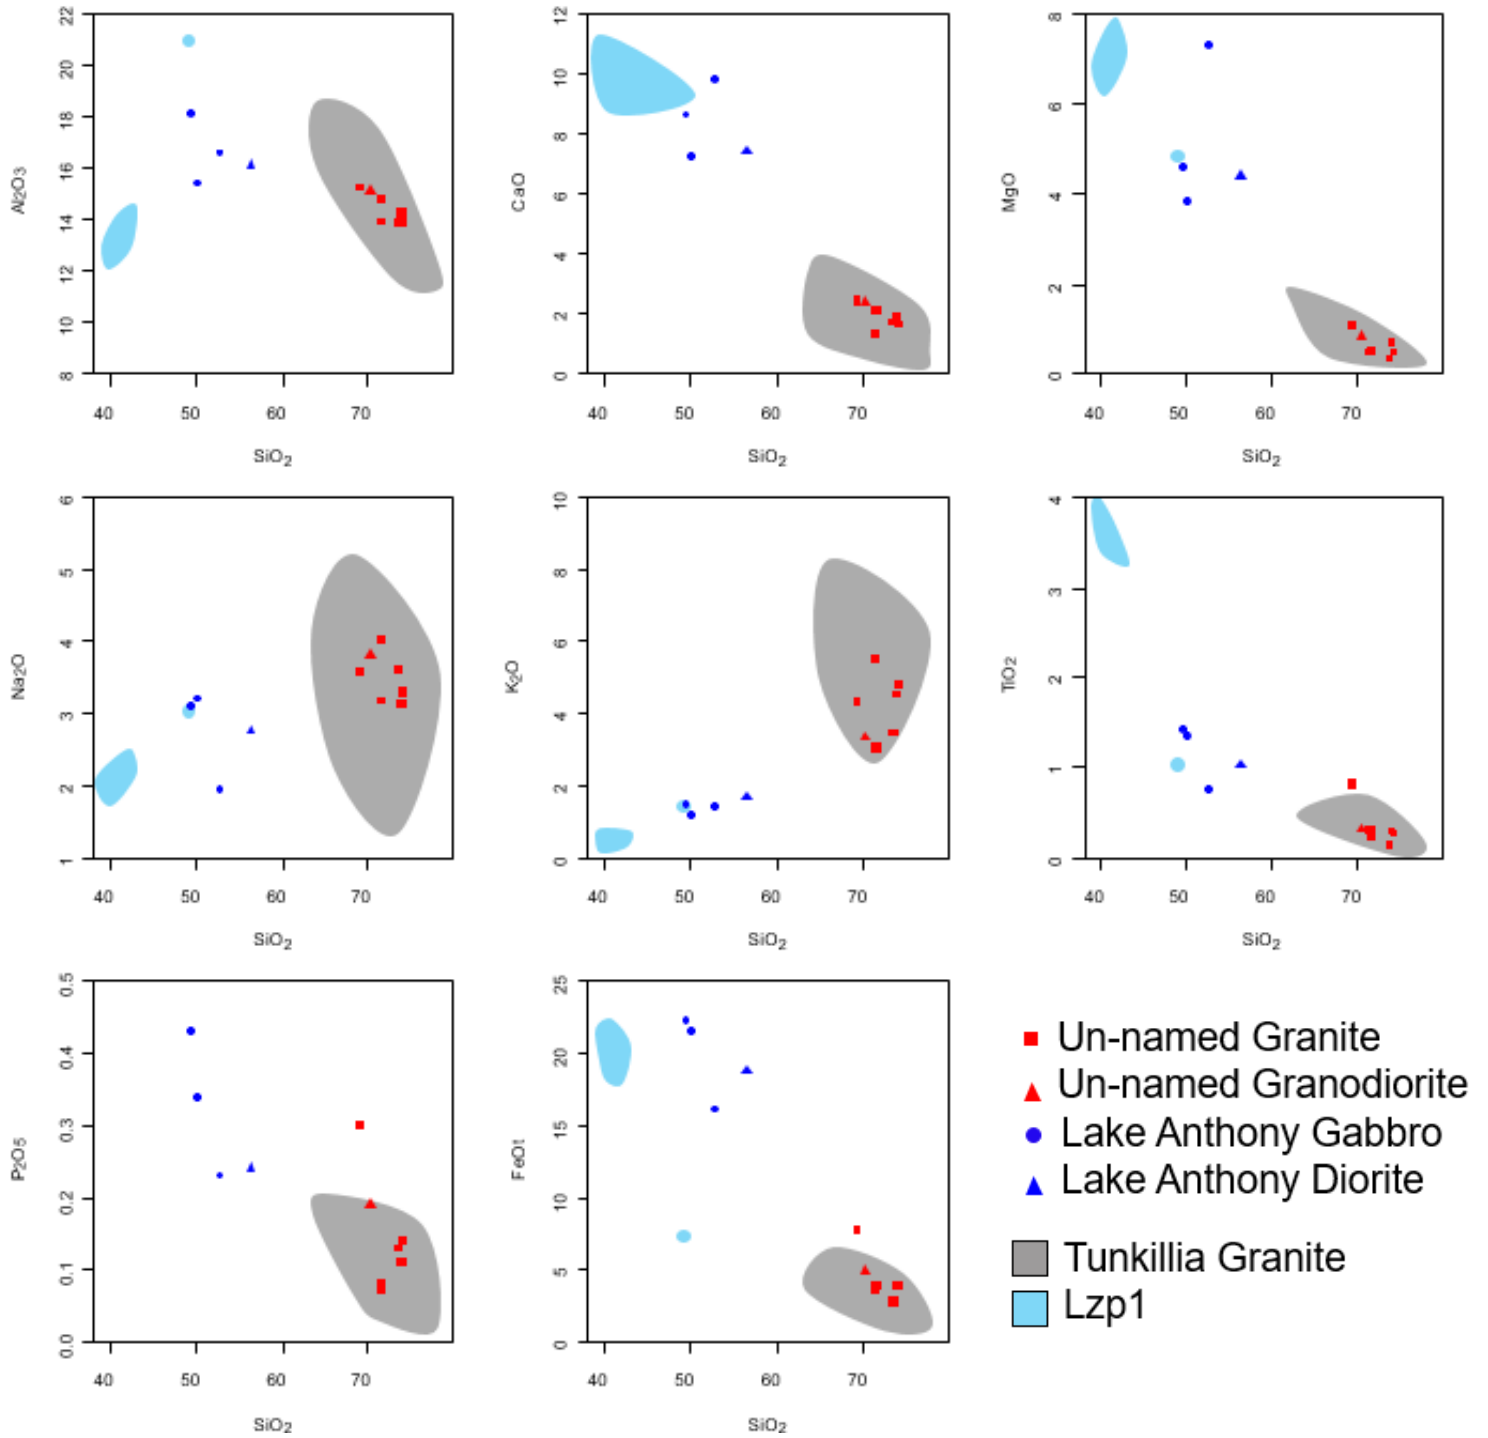 22
20
18
16
14
12
10
8
Al2O3
40 50 60 70
SiO2
12
10
8
6
4
2
0
CaO
40 50 60 70
SiO2
8
6
4
2
0
MgO
40 50 60 70
SiO2
6
5
4
3
2
1
Na2O
40 50 60 70
SiO2
10
8
6
4
2
0
K2O
40 50 60 70
SiO2
4
3
2
1
0
TiO2
40 50 60 70
SiO2
0.5
0.4
0.3
0.2
0.1
0.0
P2O5
40 50 60 70
SiO2
25
20
15
10
5
0
FeOt
40 50 60 70
SiO2
Un-named Granite
Un-named Granodiorite
Lake Anthony Gabbro
Lake Anthony Diorite
Tunkillia Granite
Lzp1